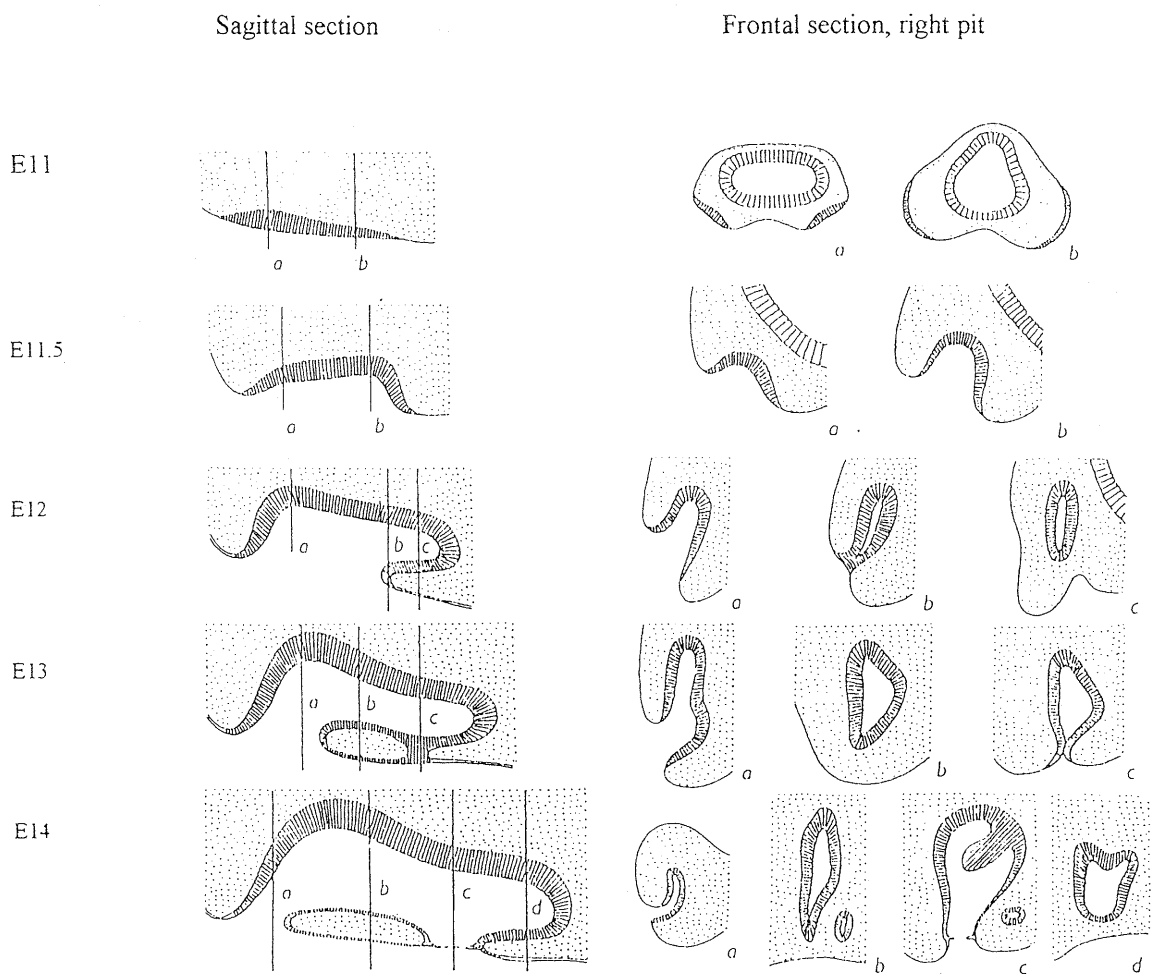 Sagittal section Frontal section, right pit
E11
a b a b
E11.5
a b a b
E12
a b c a b c
E13
a b c a b c
E14
a b c d a b c d